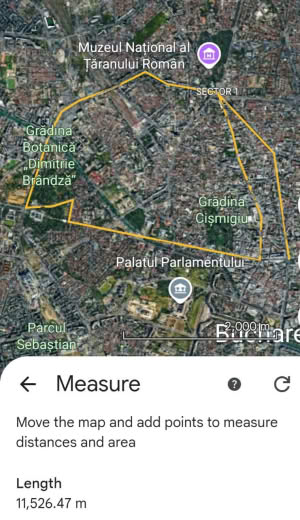 Muzeul Național al
Țăranului Român
SECTOR 1
Grădina
Botanică
„Dimitrie
Brândză”
Grădina
Cișmigiu
Palatul Parlamentului
Parcul
Sebastian
2,000 m
Measure
Move the map and add points to measure
distances and area
Length
11,526.47 m